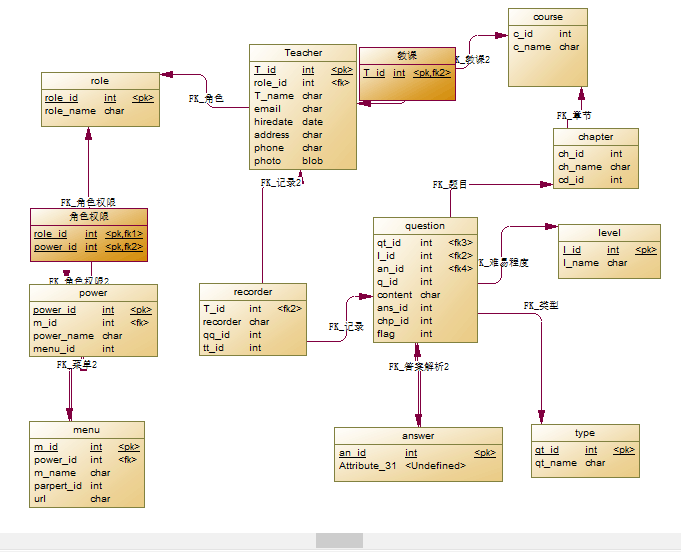 course
c_id int
c_name char
Teacher
T_id int <pk>
role_id int <fk>
T_name char
email char
hiredate date
address char
phone char
photo blob
教课
T_id int <pk,fk2>
K_教课2
role
role_id int <pk>
role_name char
FK_角色
FK_章节
chapter
ch_id int
ch_name char
cd_id int
FK_记录2
FK_题目
FK_角色权限
角色权限
role_id int <pk,fk1>
power_id int <pk,fk2>
FK_角色权限2
question
qt_id int <fk3>
l_id int <fk2>
an_id int <fk4>
q_id int
content char
ans_id int
chp_id int
flag int
level
l_id int <pk>
l_name char
K_难易程度
power
power_id int <pk>
m_id int <fk>
power_name char
menu_id int
recorder
T_id int <fk2>
recorder char
qq_id int
tt_id int
FK_记录
FK_类型
FK_菜单2
FK_答案解析2
menu
m_id int <pk>
power_id int <fk>
m_name char
parpert_id int
url char
answer
an_id int <pk>
Attribute_31 <Undefined>
type
qt_id int <pk>
qt_name char